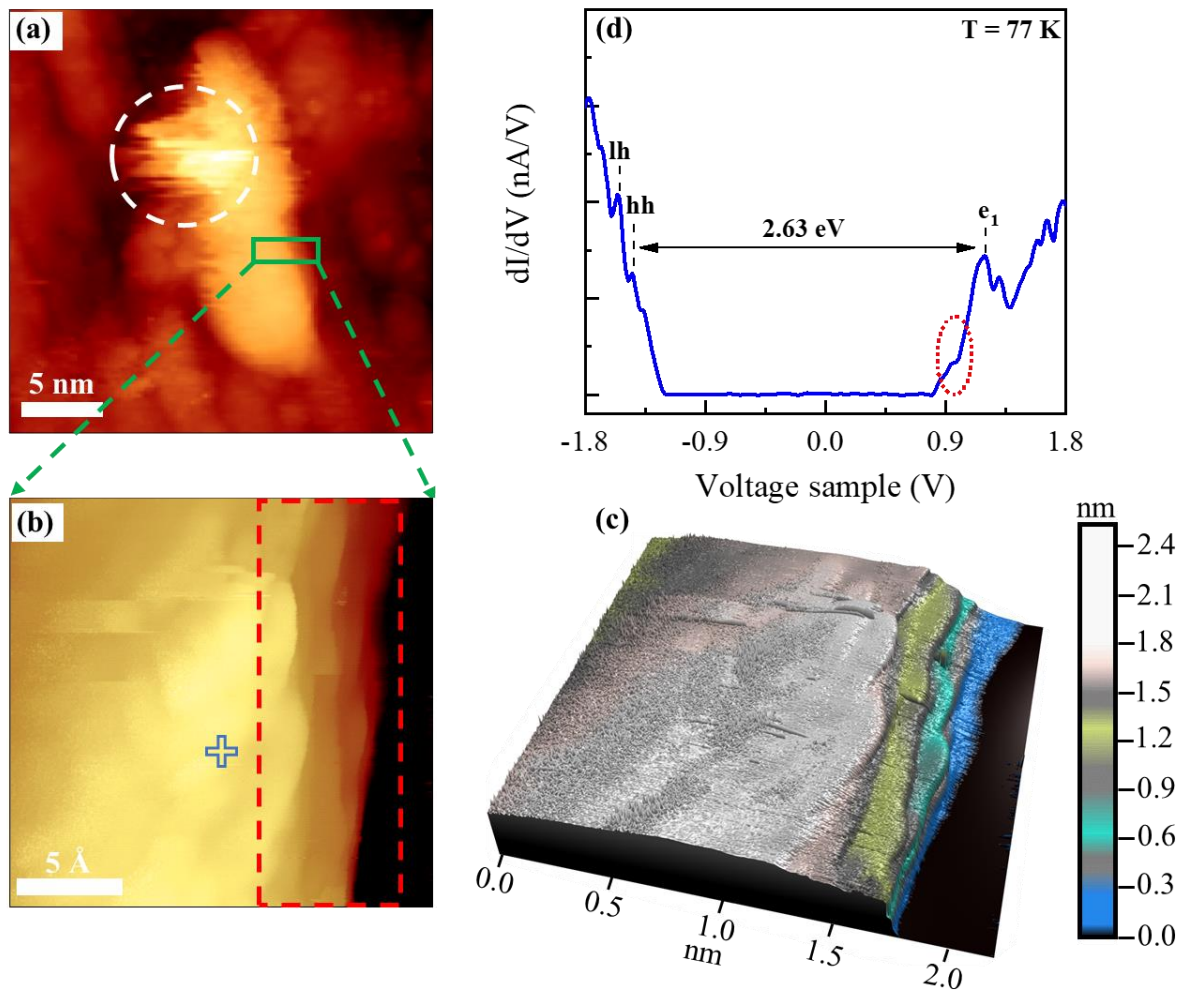 (a)
5 nm
(b)
5 Å
(d)
T = 77 K
dI/dV (nA/V)
lh
hh
2.63 eV
e₁
-1.8
-0.9
0.0
0.9
1.8
Voltage sample (V)
(c)
nm
2.4
2.1
1.8
1.5
1.2
0.9
0.6
0.3
0.0
0.0
0.5
1.0
1.5
2.0
nm